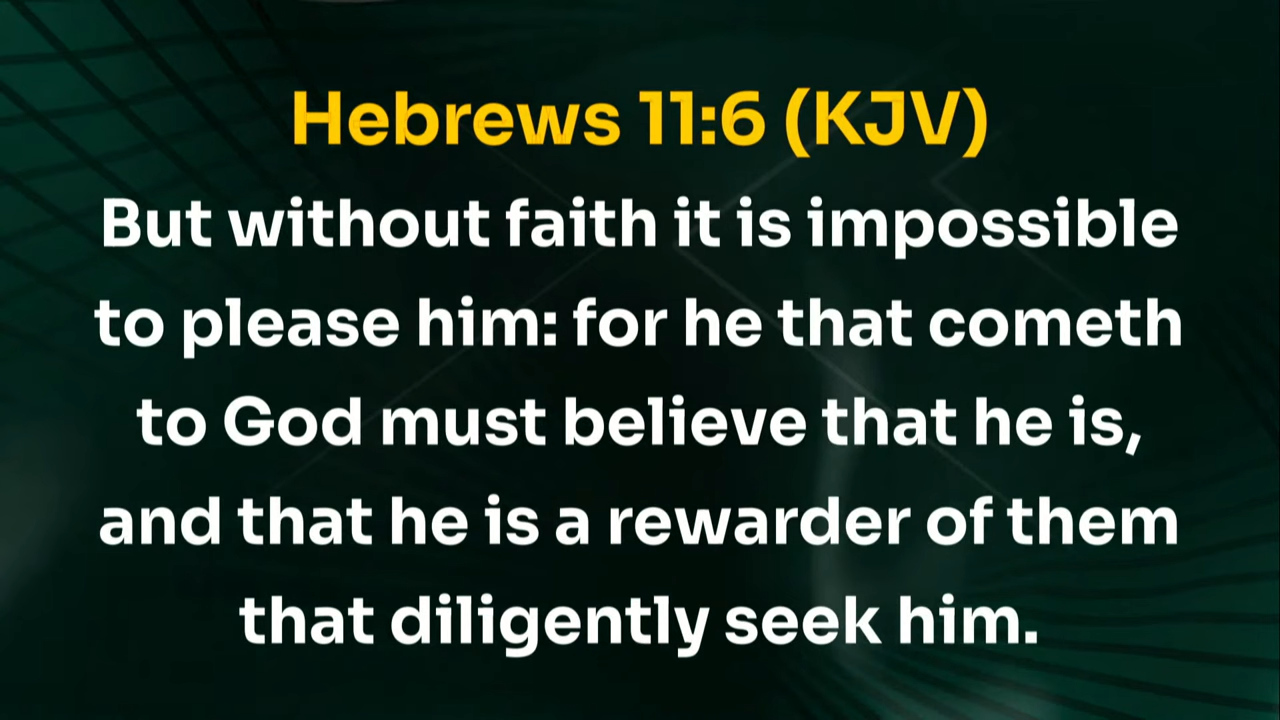 Hebrews 11:6 (KJV)
But without faith it is impossible
to please him: for he that cometh
to God must believe that he is,
and that he is a rewarder of them
that diligently seek him.